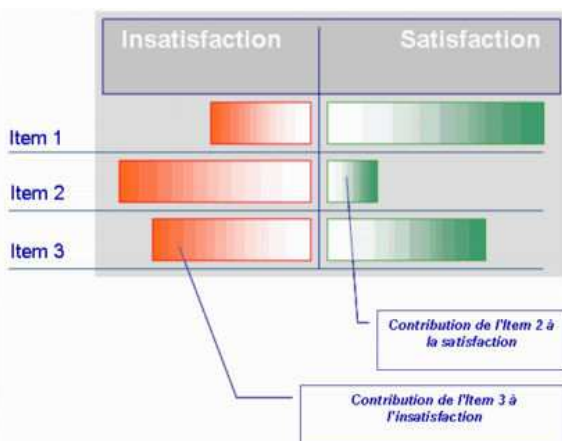 Insatisfaction
Satisfaction
Item 1
Item 2
Item 3
Contribution de l'Item 2 à
la satisfaction
Contribution de l'Item 3 à
l'insatisfaction